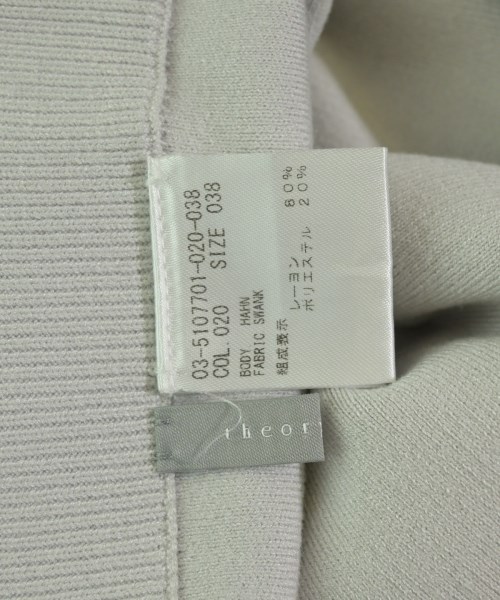 03-5107701-020-038
COL.020 SIZE 038
BODY HAHN
FABRIC SWANK
組成表示
レーヨン 80%
ポリエステル 20%
theor